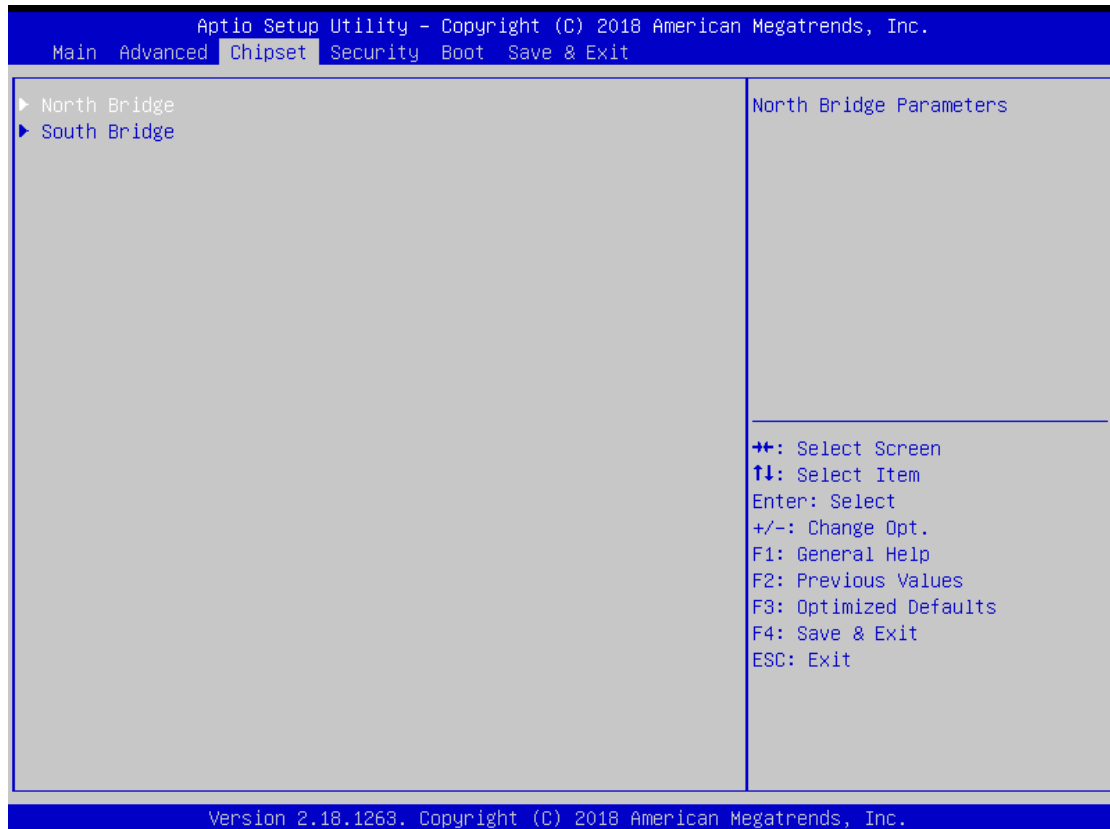 Aptio Setup Utility – Copyright (C) 2018 American Megatrends, Inc.
Main Advanced Chipset Security Boot Save & Exit
▶ North Bridge
▶ South Bridge
North Bridge Parameters
→←: Select Screen
↑↓: Select Item
Enter: Select
+/-: Change Opt.
F1: General Help
F2: Previous Values
F3: Optimized Defaults
F4: Save & Exit
ESC: Exit
Version 2.18.1263. Copyright (C) 2018 American Megatrends, Inc.